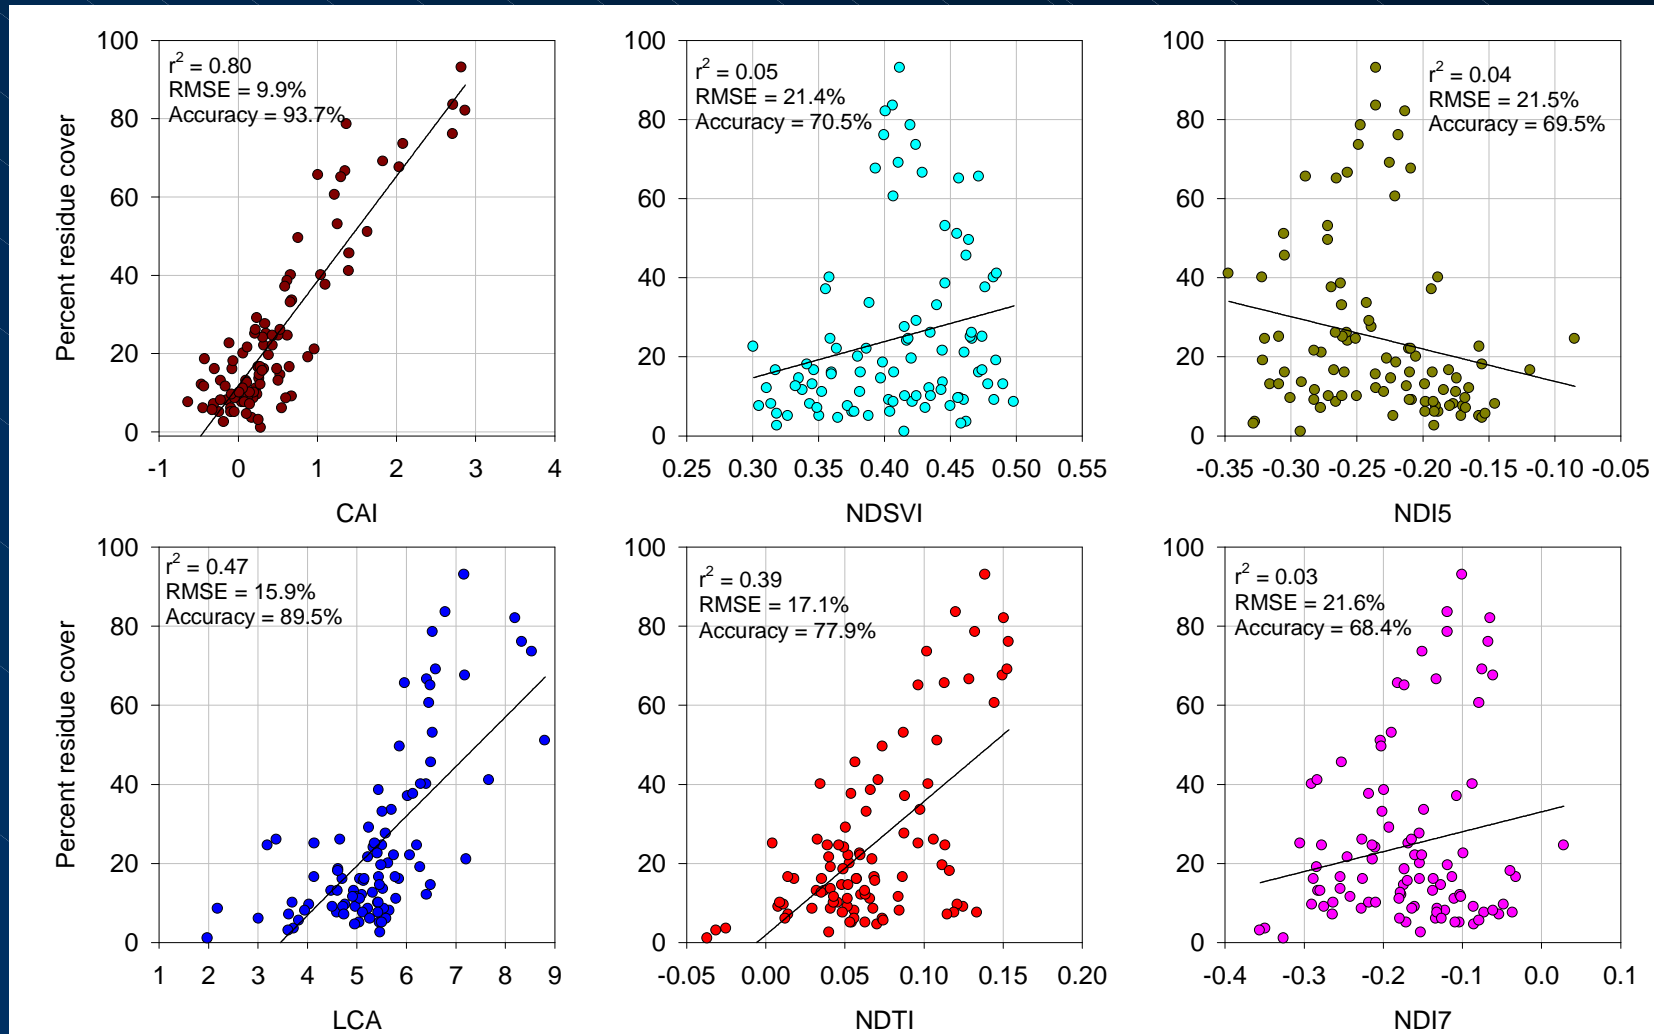 r² = 0.80
RMSE = 9.9%
Accuracy = 93.7%
100
80
60
40
20
0
Percent residue cover
-1 0 1 2 3 4
CAI
r² = 0.05
RMSE = 21.4%
Accuracy = 70.5%
100
80
60
40
20
0
0.25 0.30 0.35 0.40 0.45 0.50 0.55
NDSVI
r² = 0.04
RMSE = 21.5%
Accuracy = 69.5%
100
80
60
40
20
0
-0.35 -0.30 -0.25 -0.20 -0.15 -0.10 -0.05
NDI5
r² = 0.47
RMSE = 15.9%
Accuracy = 89.5%
100
80
60
40
20
0
Percent residue cover
1 2 3 4 5 6 7 8 9
LCA
r² = 0.39
RMSE = 17.1%
Accuracy = 77.9%
100
80
60
40
20
0
-0.05 0.00 0.05 0.10 0.15 0.20
NDTI
r² = 0.03
RMSE = 21.6%
Accuracy = 68.4%
100
80
60
40
20
0
-0.4 -0.3 -0.2 -0.1 0.0 0.1
NDI7